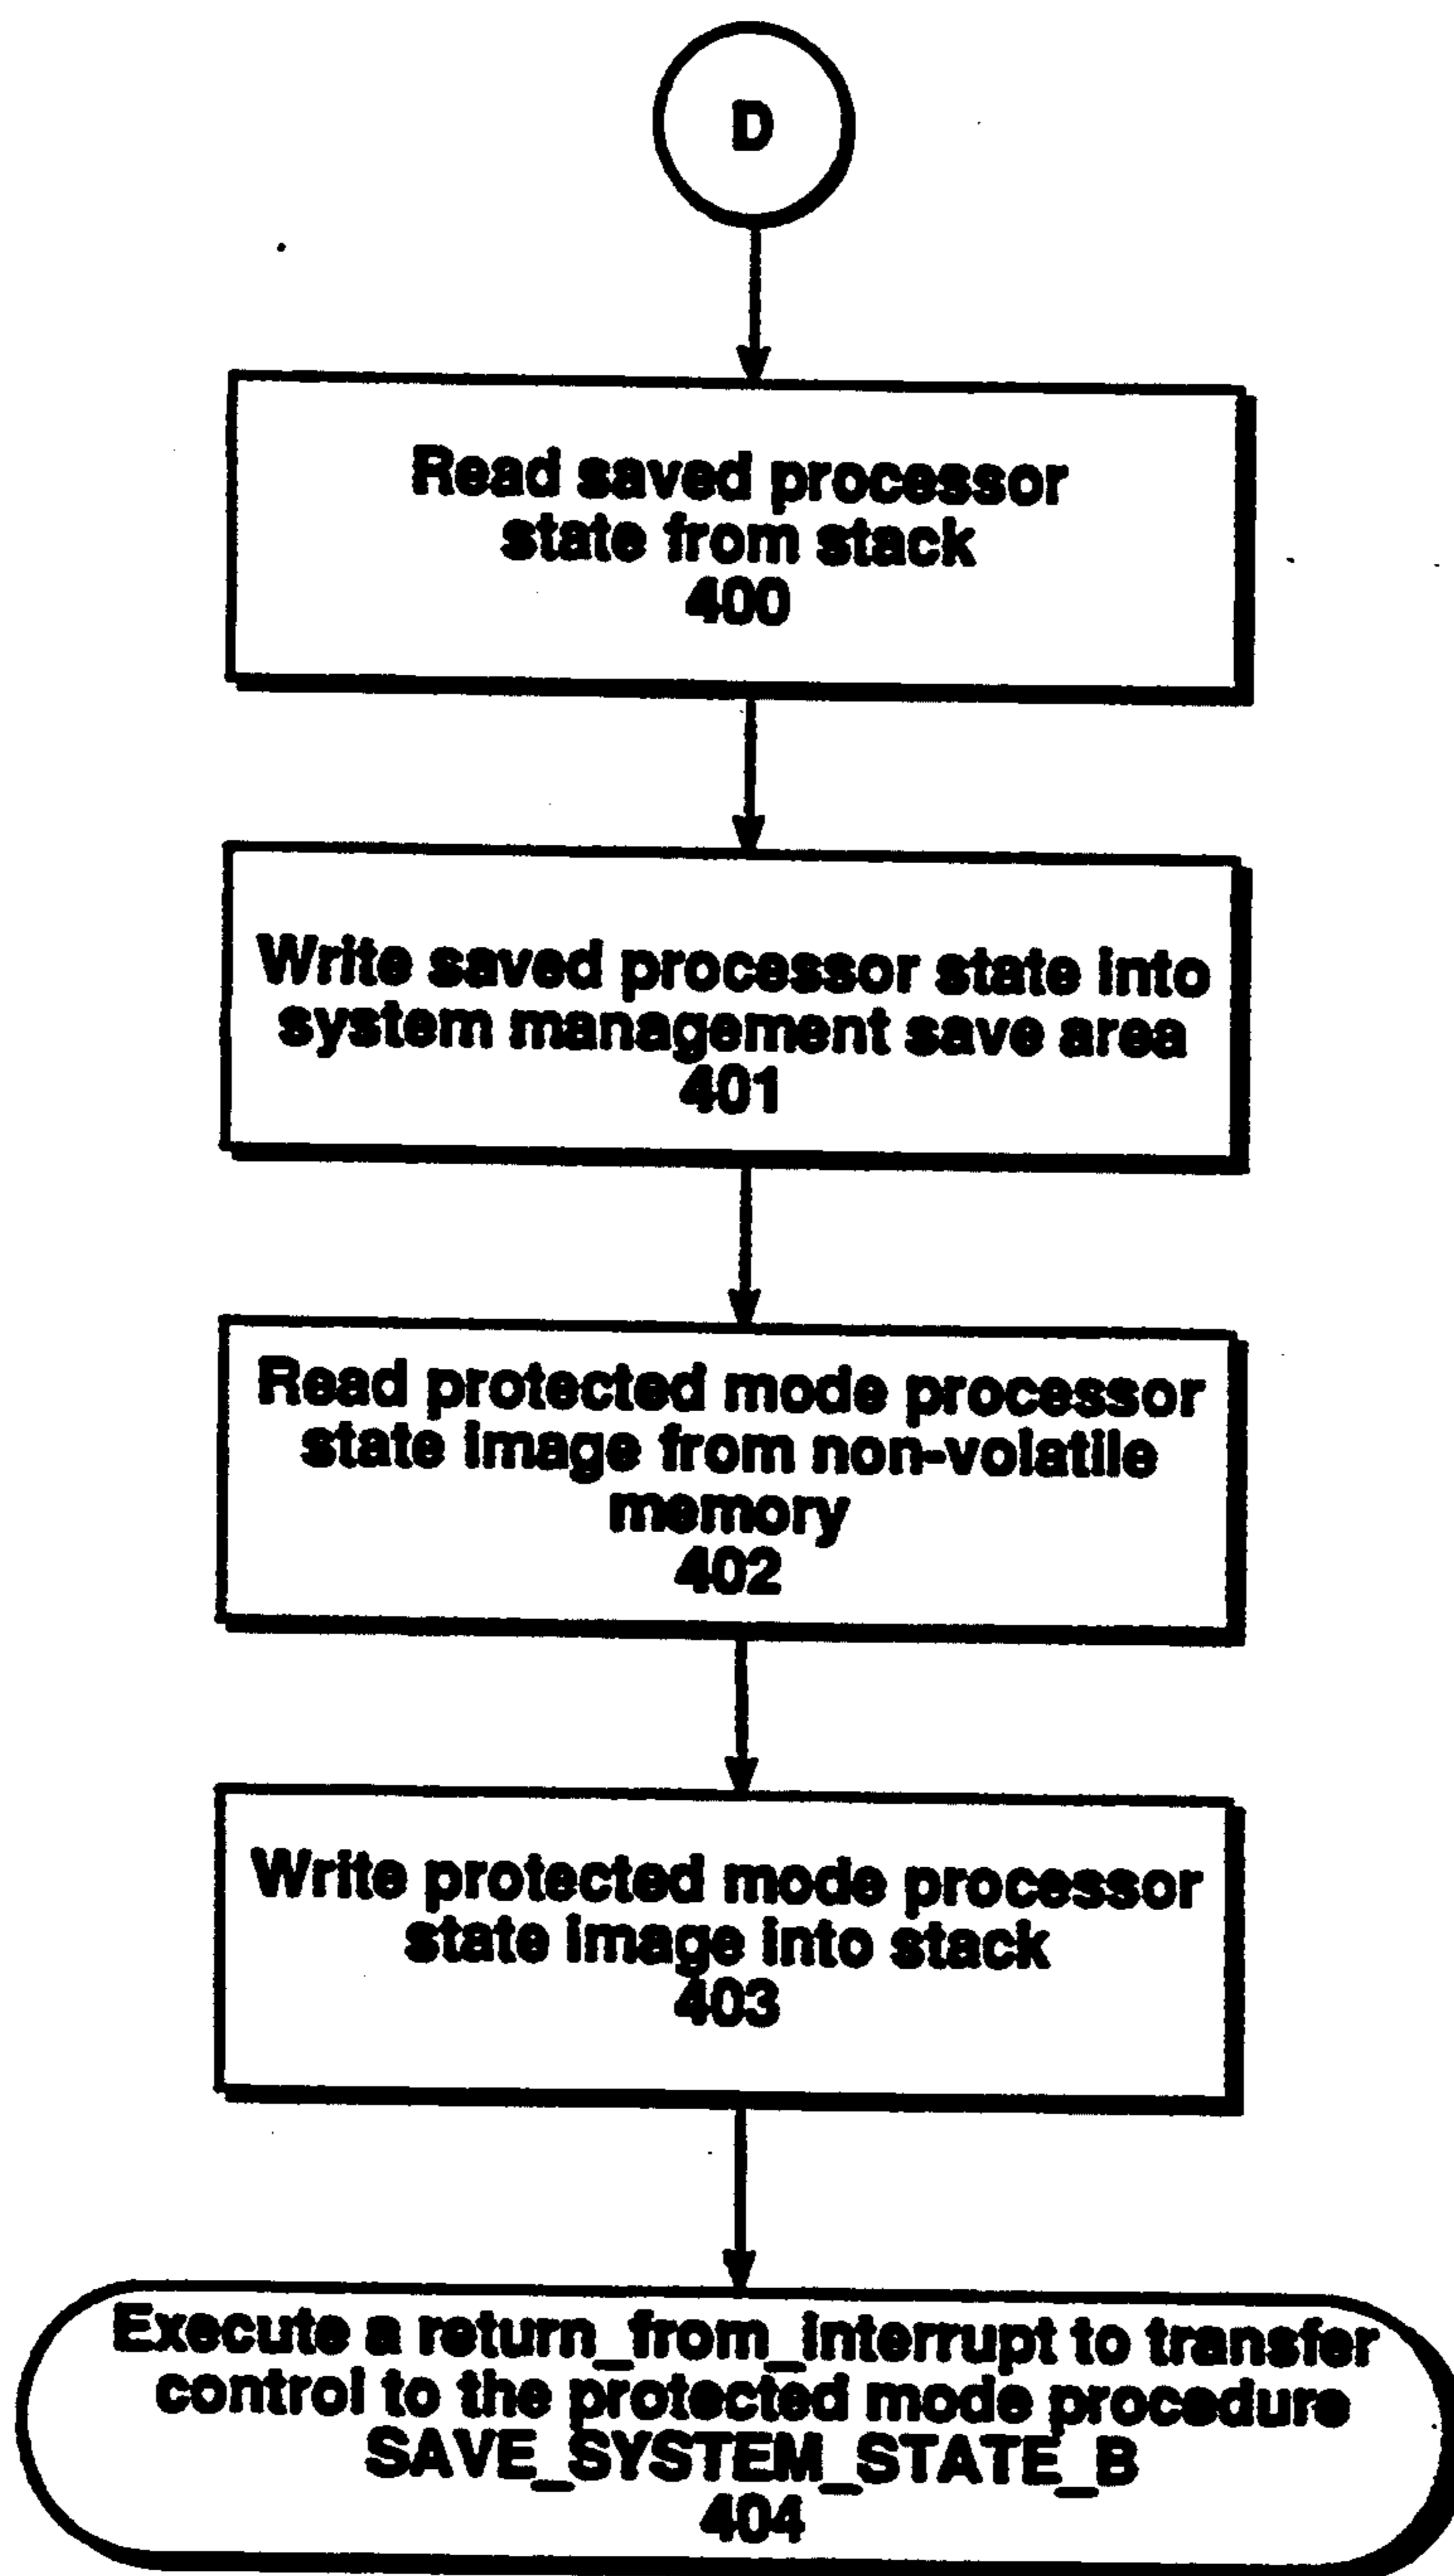 D
Read saved processor
state from stack
400
Write saved processor state into
system management save area
401
Read protected mode processor
state image from non-volatile
memory
402
Write protected mode processor
state image into stack
403
Execute a return_from_interrupt to transfer
control to the protected mode procedure
SAVE_SYSTEM_STATE_B
404